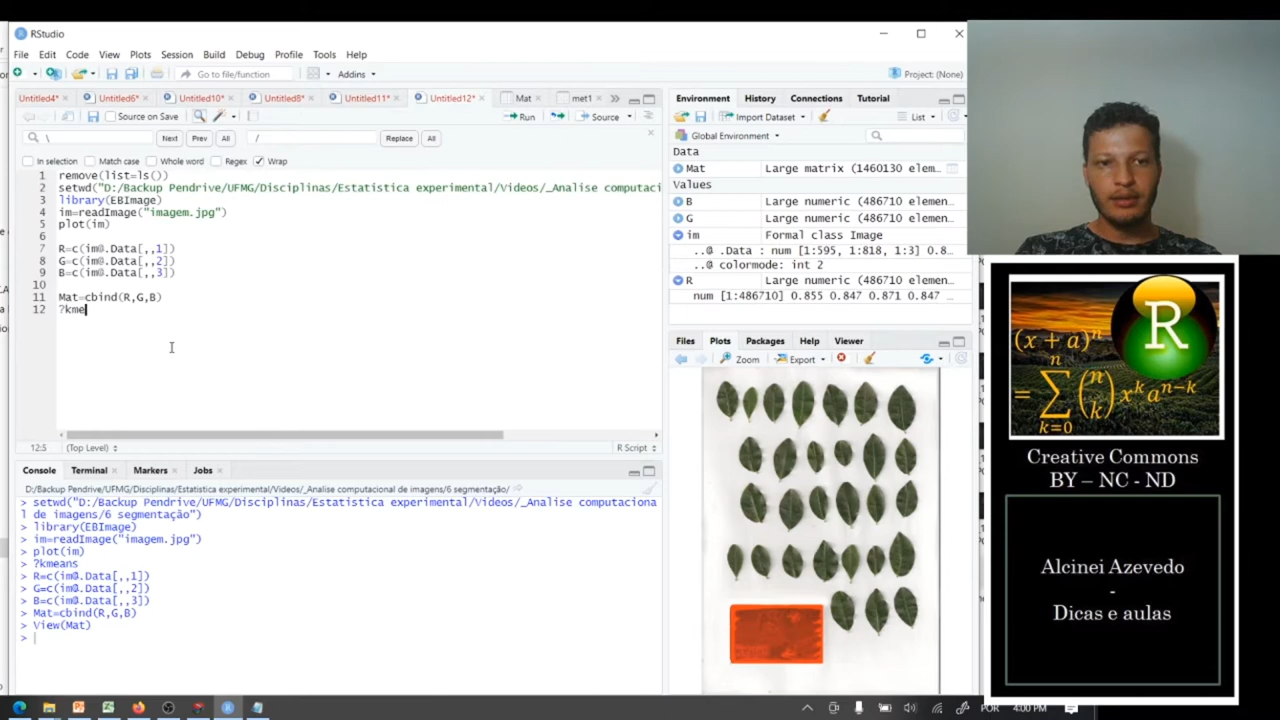 RStudio
File Edit Code View Plots Session Build Debug Profile Tools Help
Go to file/function Addins
Project: (None)
Untitled4* Untitled6* Untitled10* Untitled8* Untitled11* Untitled12* Mat met1
Source on Save Run Source
\ Next Prev All / Replace All
In selection Match case Whole word Regex Wrap
1 remove(list=ls())
2 setwd("D:/Backup Pendrive/UFMG/Disciplinas/Estatistica experimental/Videos/_Analise computaci
3 library(EBImage)
4 im=readImage("imagem.jpg")
5 plot(im)
6
7 R=c(im@.Data[,,1])
8 G=c(im@.Data[,,2])
9 B=c(im@.Data[,,3])
10
11 Mat=cbind(R,G,B)
12 ?kme
12:5 (Top Level) R Script
Console Terminal Markers Jobs
D:/Backup Pendrive/UFMG/Disciplinas/Estatistica experimental/Videos/_Analise computacional de imagens/6 segmentação/
> setwd("D:/Backup Pendrive/UFMG/Disciplinas/Estatistica experimental/Videos/_Analise computaciona
l de imagens/6 segmentação")
> library(EBImage)
> im=readImage("imagem.jpg")
> plot(im)
> ?kmeans
> R=c(im@.Data[,,1])
> G=c(im@.Data[,,2])
> B=c(im@.Data[,,3])
> Mat=cbind(R,G,B)
> View(Mat)
>
Environment History Connections Tutorial
Import Dataset List
Global Environment
Data
Mat Large matrix (1460130 elem…
Values
B Large numeric (486710 elemen…
G Large numeric (486710 elemen…
im Formal class Image
..@ .Data : num [1:595, 1:818, 1:3] 0.8…
..@ colormode: int 2
R Large numeric (486710 elemen…
num [1:486710] 0.855 0.847 0.871 0.847 …
Files Plots Packages Help Viewer
Zoom Export
R
(x + a)ⁿ
= ∑ₖ₌₀ⁿ (n k) xᵏaⁿ⁻ᵏ
Creative Commons
BY – NC - ND
Alcinei Azevedo
-
Dicas e aulas
POR 4:00 PM